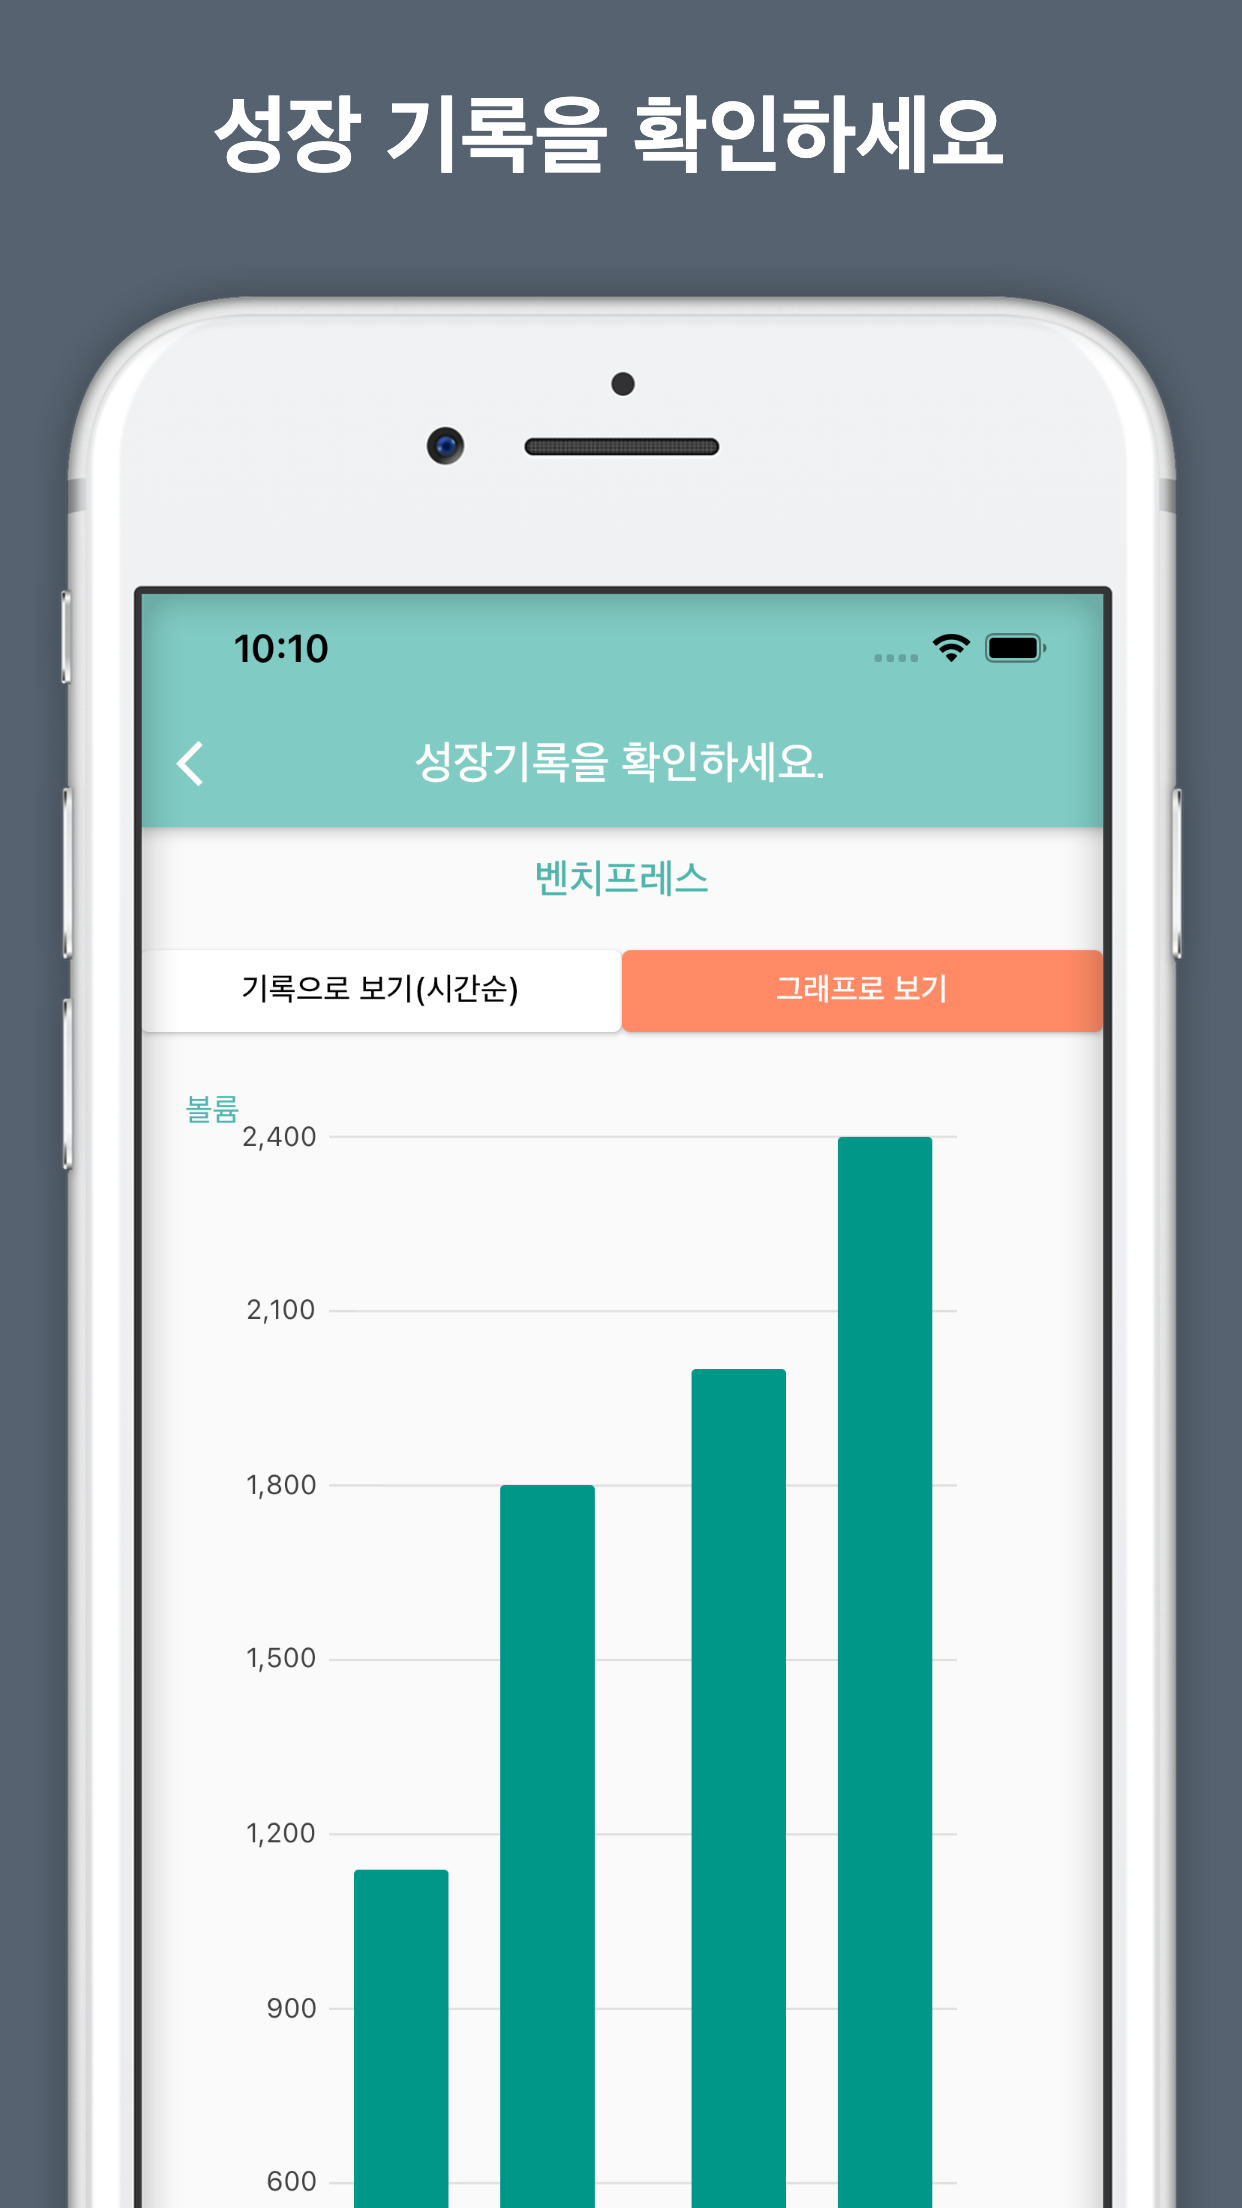 성장 기록을 확인하세요
10:10
성장기록을 확인하세요.
벤치프레스
기록으로 보기(시간순)
그래프로 보기
볼륨
2,400
2,100
1,800
1,500
1,200
900
600